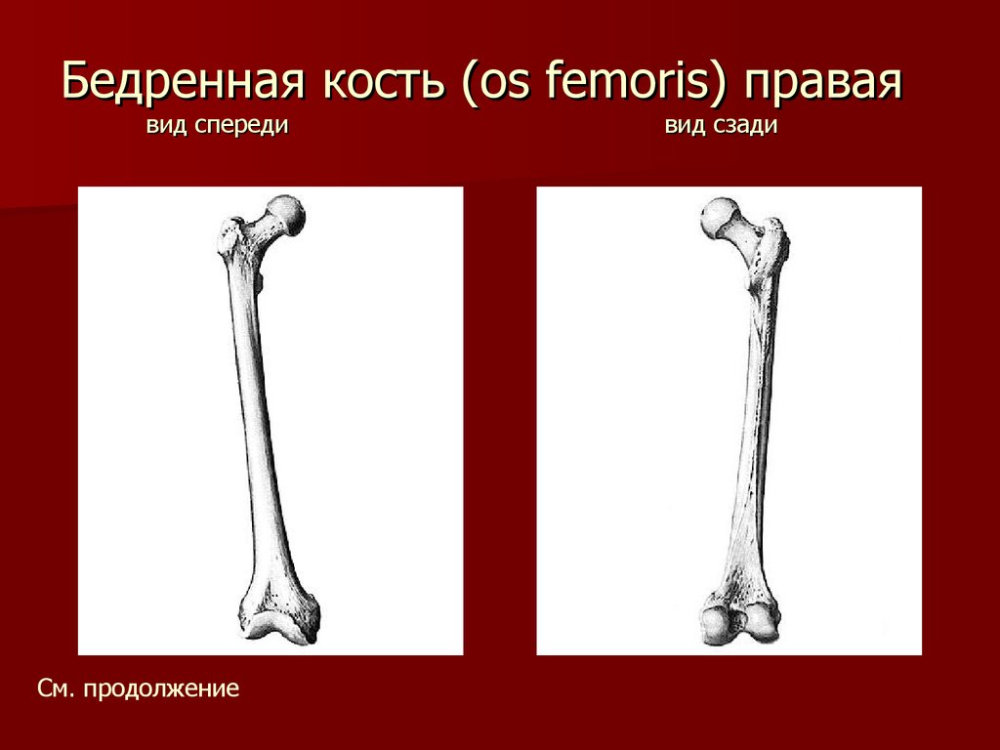 Бедренная кость (os femoris) правая
вид спереди вид сзади
См. продолжение